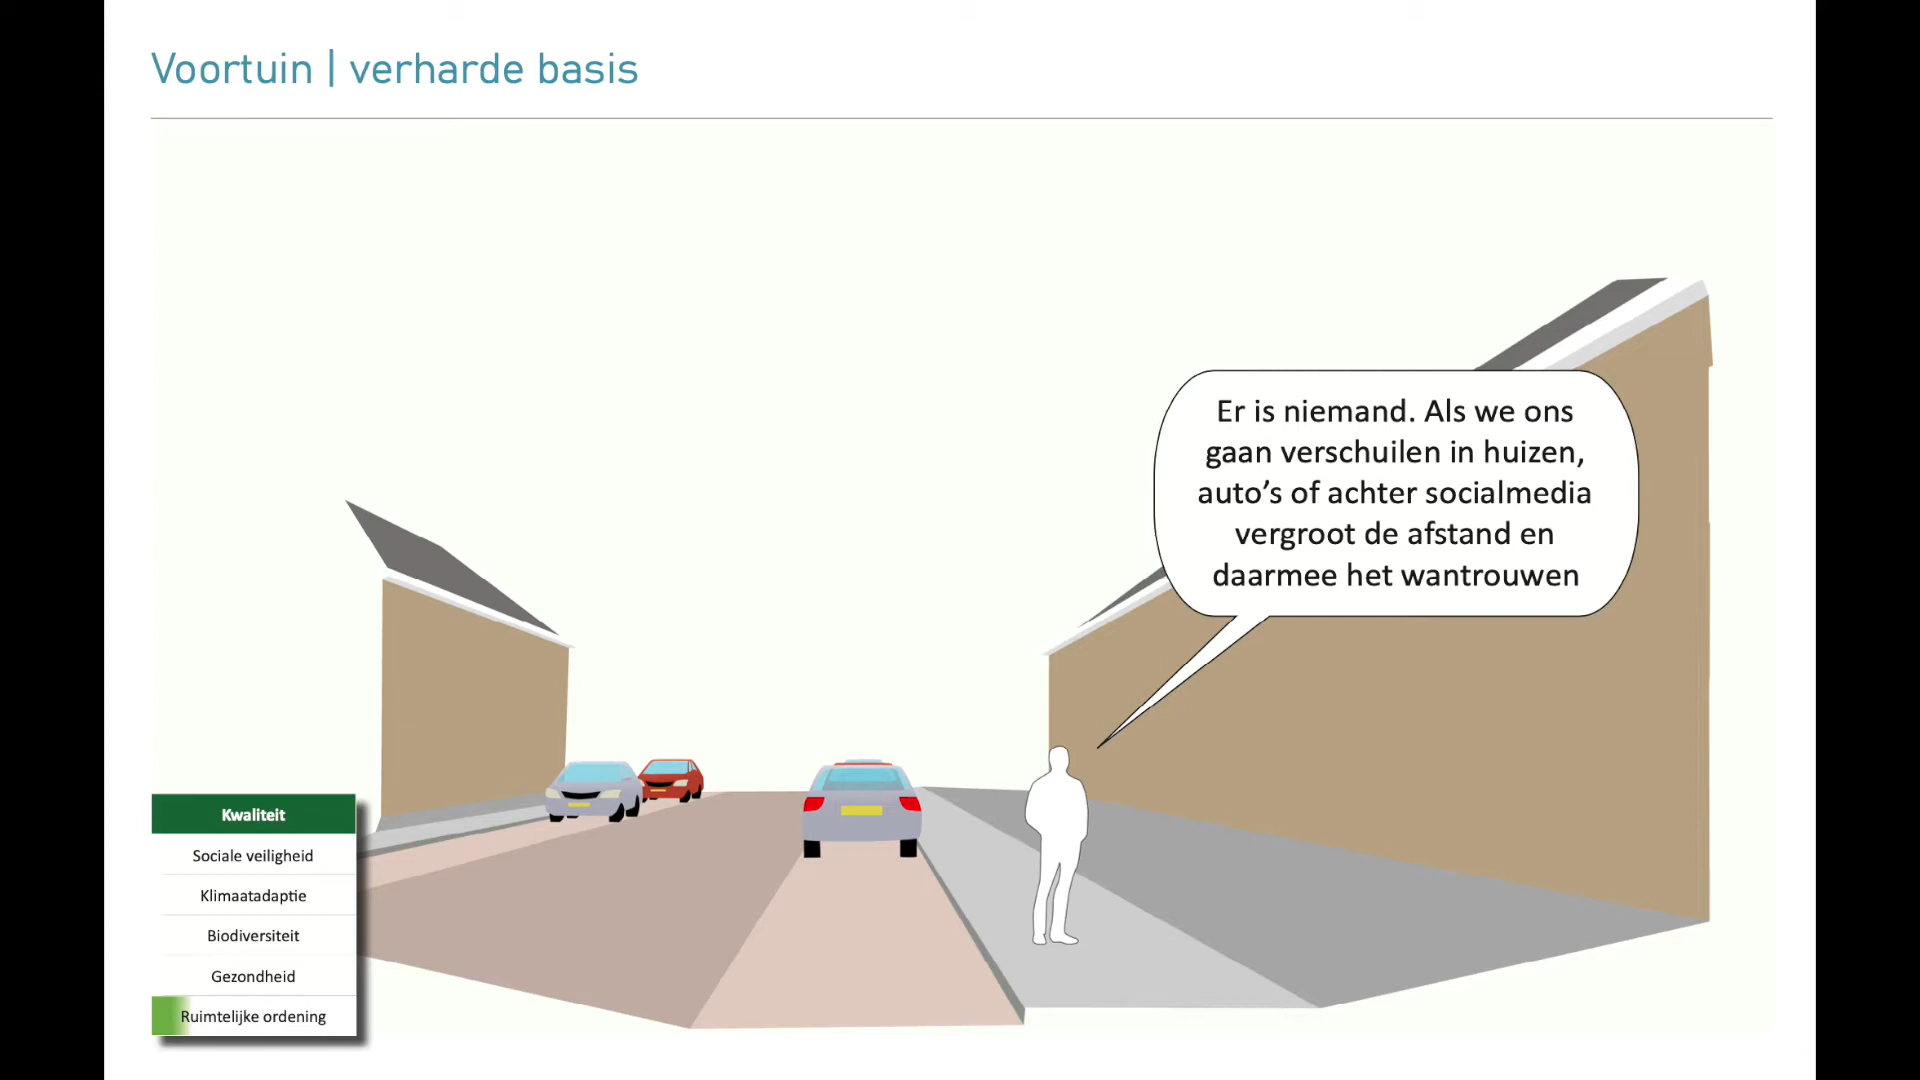 Voortuin | verharde basis
Er is niemand. Als we ons
gaan verschuilen in huizen,
auto’s of achter socialmedia
vergroot de afstand en
daarmee het wantrouwen
Kwaliteit
Sociale veiligheid
Klimaatadaptie
Biodiversiteit
Gezondheid
Ruimtelijke ordening